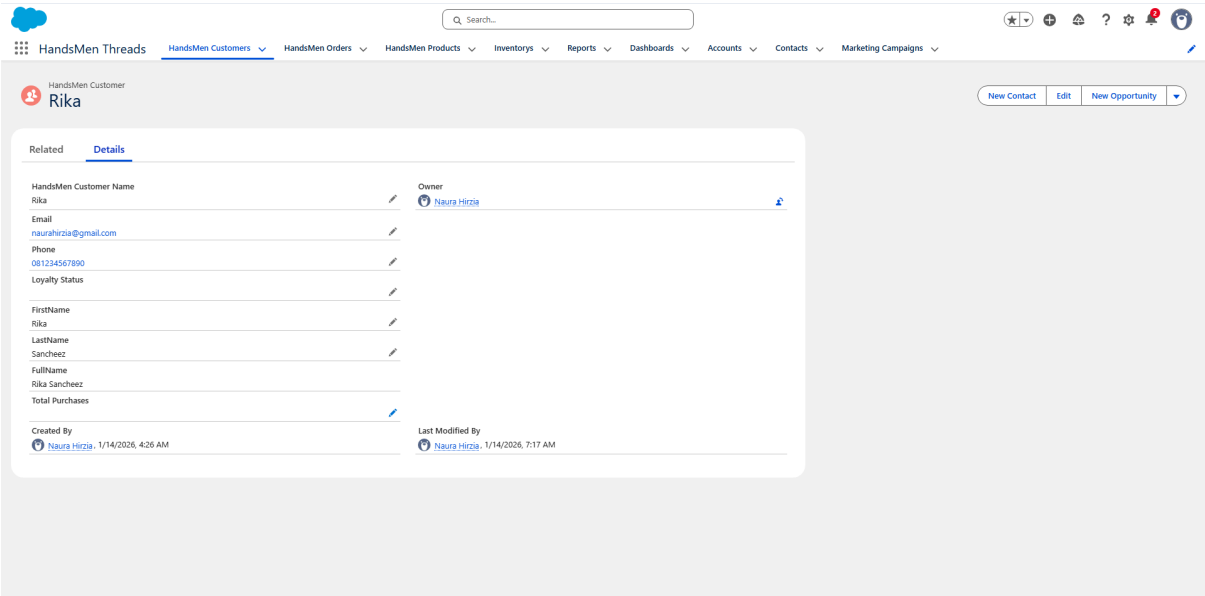 Search...
2
HandsMen Threads HandsMen Customers HandsMen Orders HandsMen Products Inventorys Reports Dashboards Accounts Contacts Marketing Campaigns
HandsMen Customer
Rika
New Contact Edit New Opportunity
Related Details
HandsMen Customer Name Owner
Rika Naura Hirzia
Email
naurahirzia@gmail.com
Phone
081234567890
Loyalty Status
FirstName
Rika
LastName
Sancheez
FullName
Rika Sancheez
Total Purchases
Created By Last Modified By
Naura Hirzia, 1/14/2026, 4:26 AM Naura Hirzia, 1/14/2026, 7:17 AM